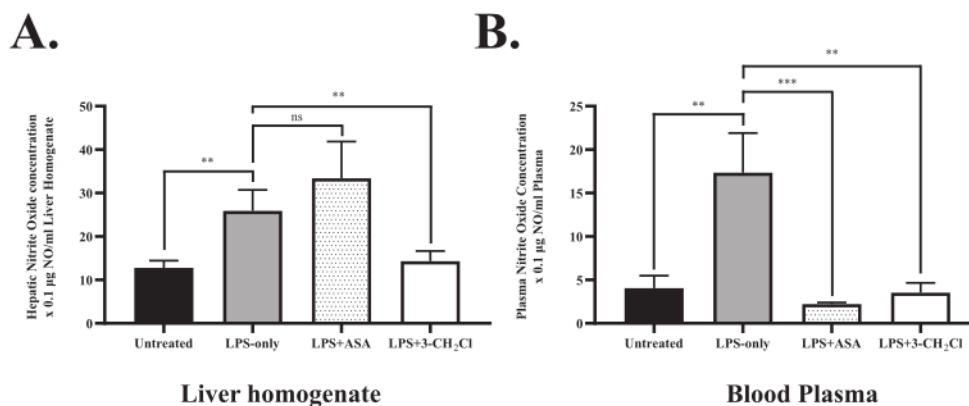 A.
Hepatic Nitrite Oxide concentration
x 0.1 µg NO/ml Liver Homogenate
50
40
30
20
10
0
**
ns
**
Untreated
LPS-only
LPS+ASA
LPS+3-CH₂Cl
Liver homogenate
B.
Plasma Nitrite Oxide Concentration
x 0.1 µg NO/ml Plasma
25
20
15
10
5
0
**
***
**
Untreated
LPS-only
LPS+ASA
LPS+3-CH₂Cl
Blood Plasma